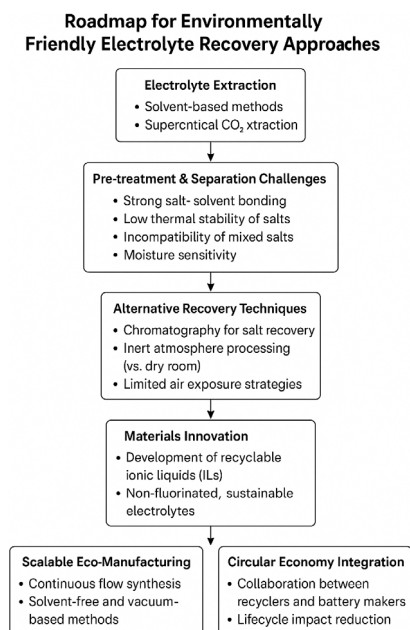 Roadmap for Environmentally
Friendly Electrolyte Recovery Approaches
Electrolyte Extraction
• Solvent-based methods
• Supercntical CO₂ xtraction
Pre-treatment & Separation Challenges
• Strong salt- solvent bonding
• Low thermal stability of salts
• Incompatibility of mixed salts
• Moisture sensitivity
Alternative Recovery Techniques
• Chromatography for salt recovery
• Inert atmosphere processing
(vs. dry room)
• Limited air exposure strategies
Materials Innovation
• Development of recyclable
ionic liquids (ILs)
• Non-fluorinated, sustainable
electrolytes
Scalable Eco-Manufacturing
• Continuous flow synthesis
• Solvent-free and vacuum-
based methods
Circular Economy Integration
• Collaboration between
recyclers and battery makers
• Lifecycle impact reduction